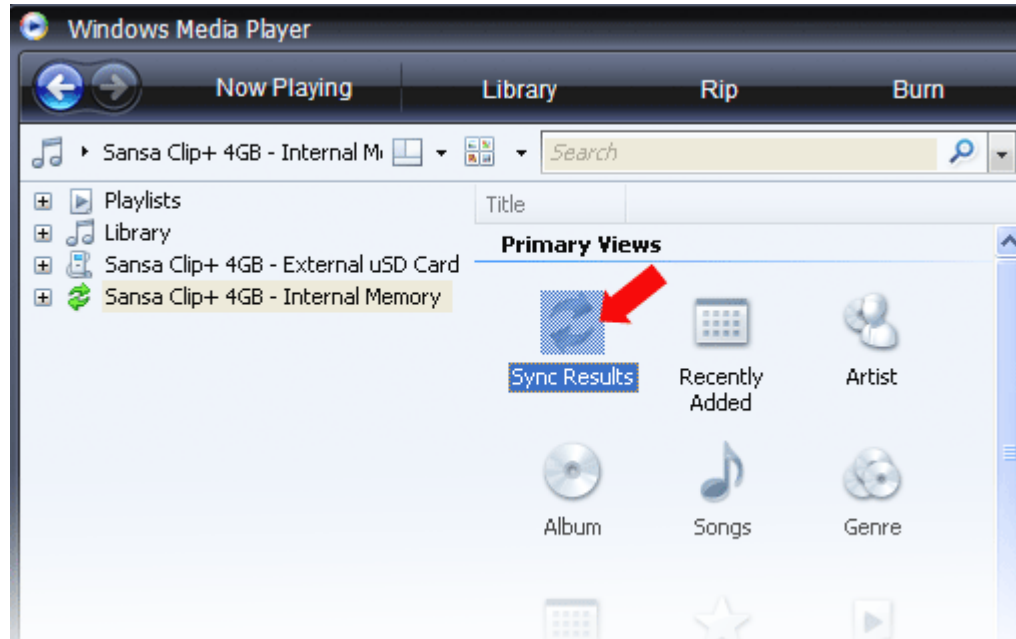 Windows Media Player
Now Playing Library Rip Burn
Sansa Clip+ 4GB - Internal M
Search
Playlists
Library
Sansa Clip+ 4GB - External uSD Card
Sansa Clip+ 4GB - Internal Memory
Title
Primary Views
Sync Results
Recently Added
Artist
Album
Songs
Genre